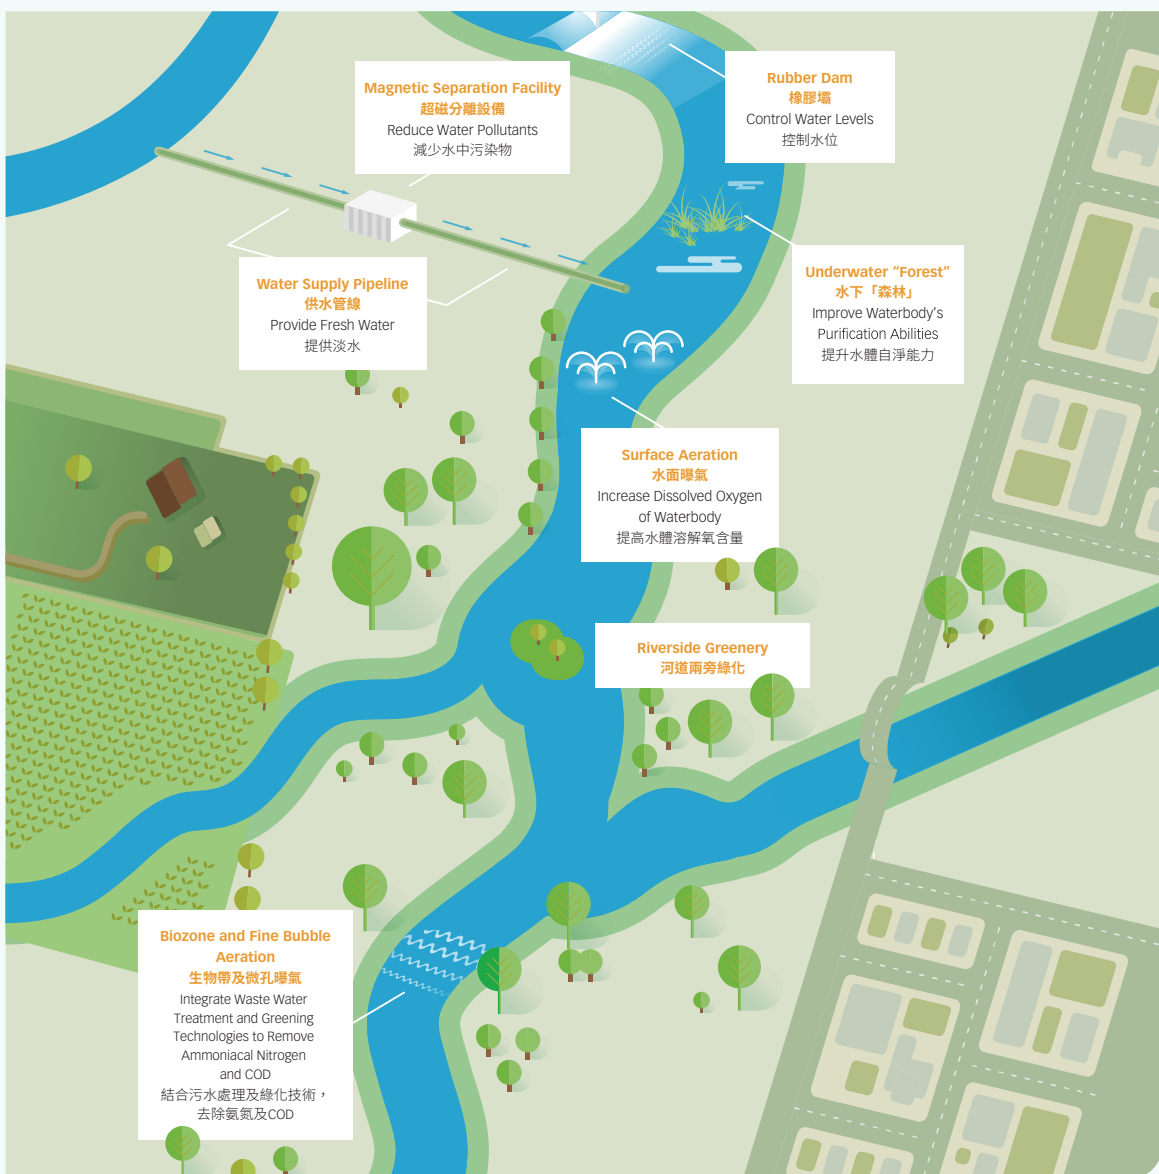 Magnetic Separation Facility
超磁分離設備
Reduce Water Pollutants
減少水中污染物
Rubber Dam
橡膠壩
Control Water Levels
控制水位
Water Supply Pipeline
供水管線
Provide Fresh Water
提供淡水
Underwater “Forest”
水下「森林」
Improve Waterbody's
Purification Abilities
提升水體自淨能力
Surface Aeration
水面曝氣
Increase Dissolved Oxygen
of Waterbody
提高水體溶解氧含量
Riverside Greenery
河道兩旁綠化
Biozone and Fine Bubble
Aeration
生物帶及微孔曝氣
Integrate Waste Water
Treatment and Greening
Technologies to Remove
Ammoniacal Nitrogen
and COD
結合污水處理及綠化技術，
去除氨氮及COD